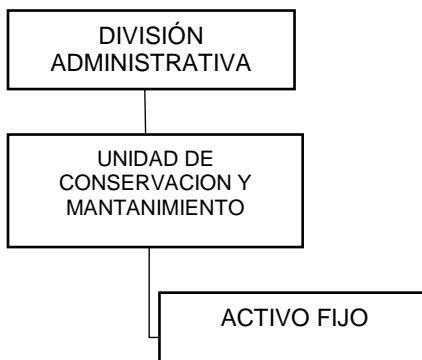 DIVISIÓN
ADMINISTRATIVA
UNIDAD DE
CONSERVACION Y
MANTANIMIENTO
ACTIVO FIJO